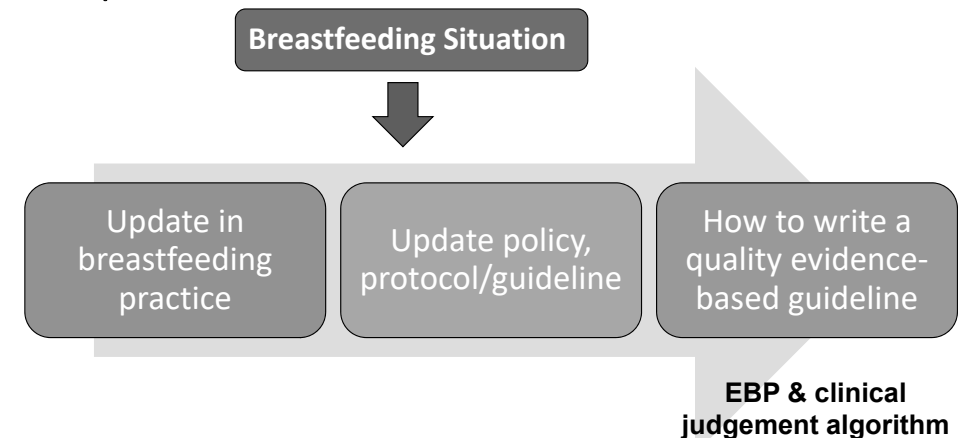 Breastfeeding Situation
Update in
breastfeeding
practice
Update policy,
protocol/guideline
How to write a
quality evidence-
based guideline
EBP & clinical
judgement algorithm